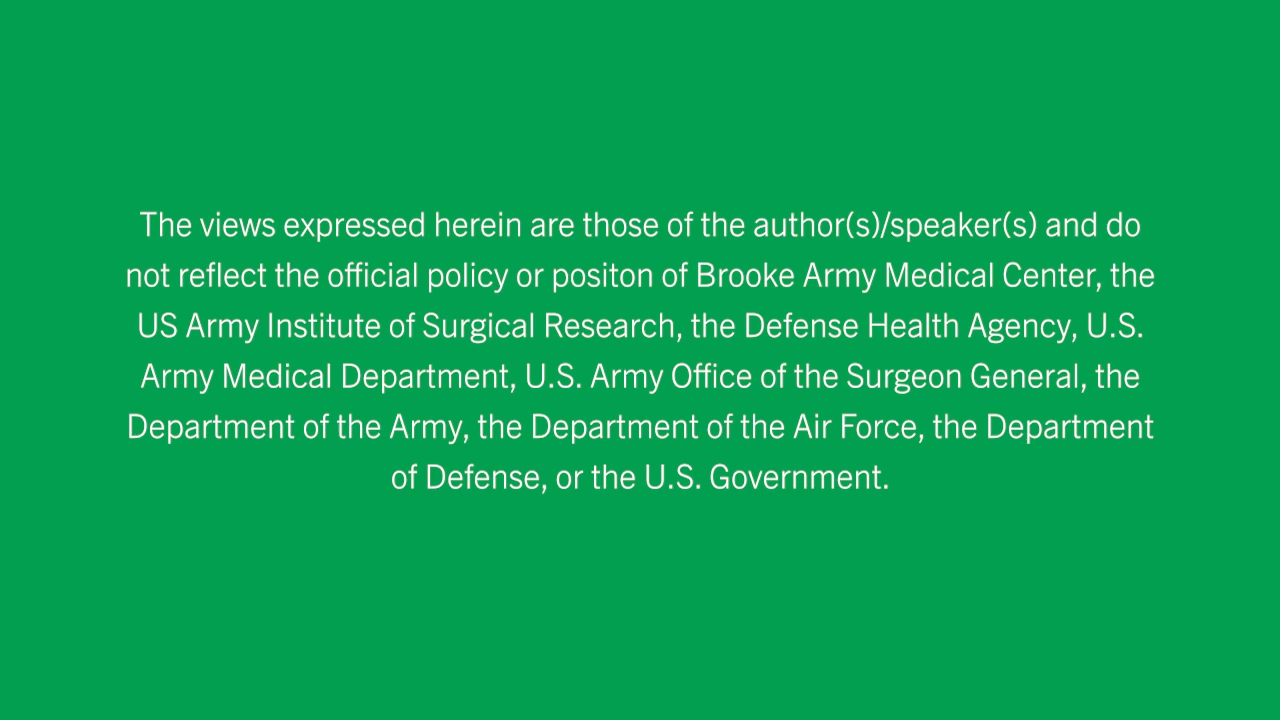 The views expressed herein are those of the author(s)/speaker(s) and do
not reflect the official policy or positon of Brooke Army Medical Center, the
US Army Institute of Surgical Research, the Defense Health Agency, U.S.
Army Medical Department, U.S. Army Office of the Surgeon General, the
Department of the Army, the Department of the Air Force, the Department
of Defense, or the U.S. Government.